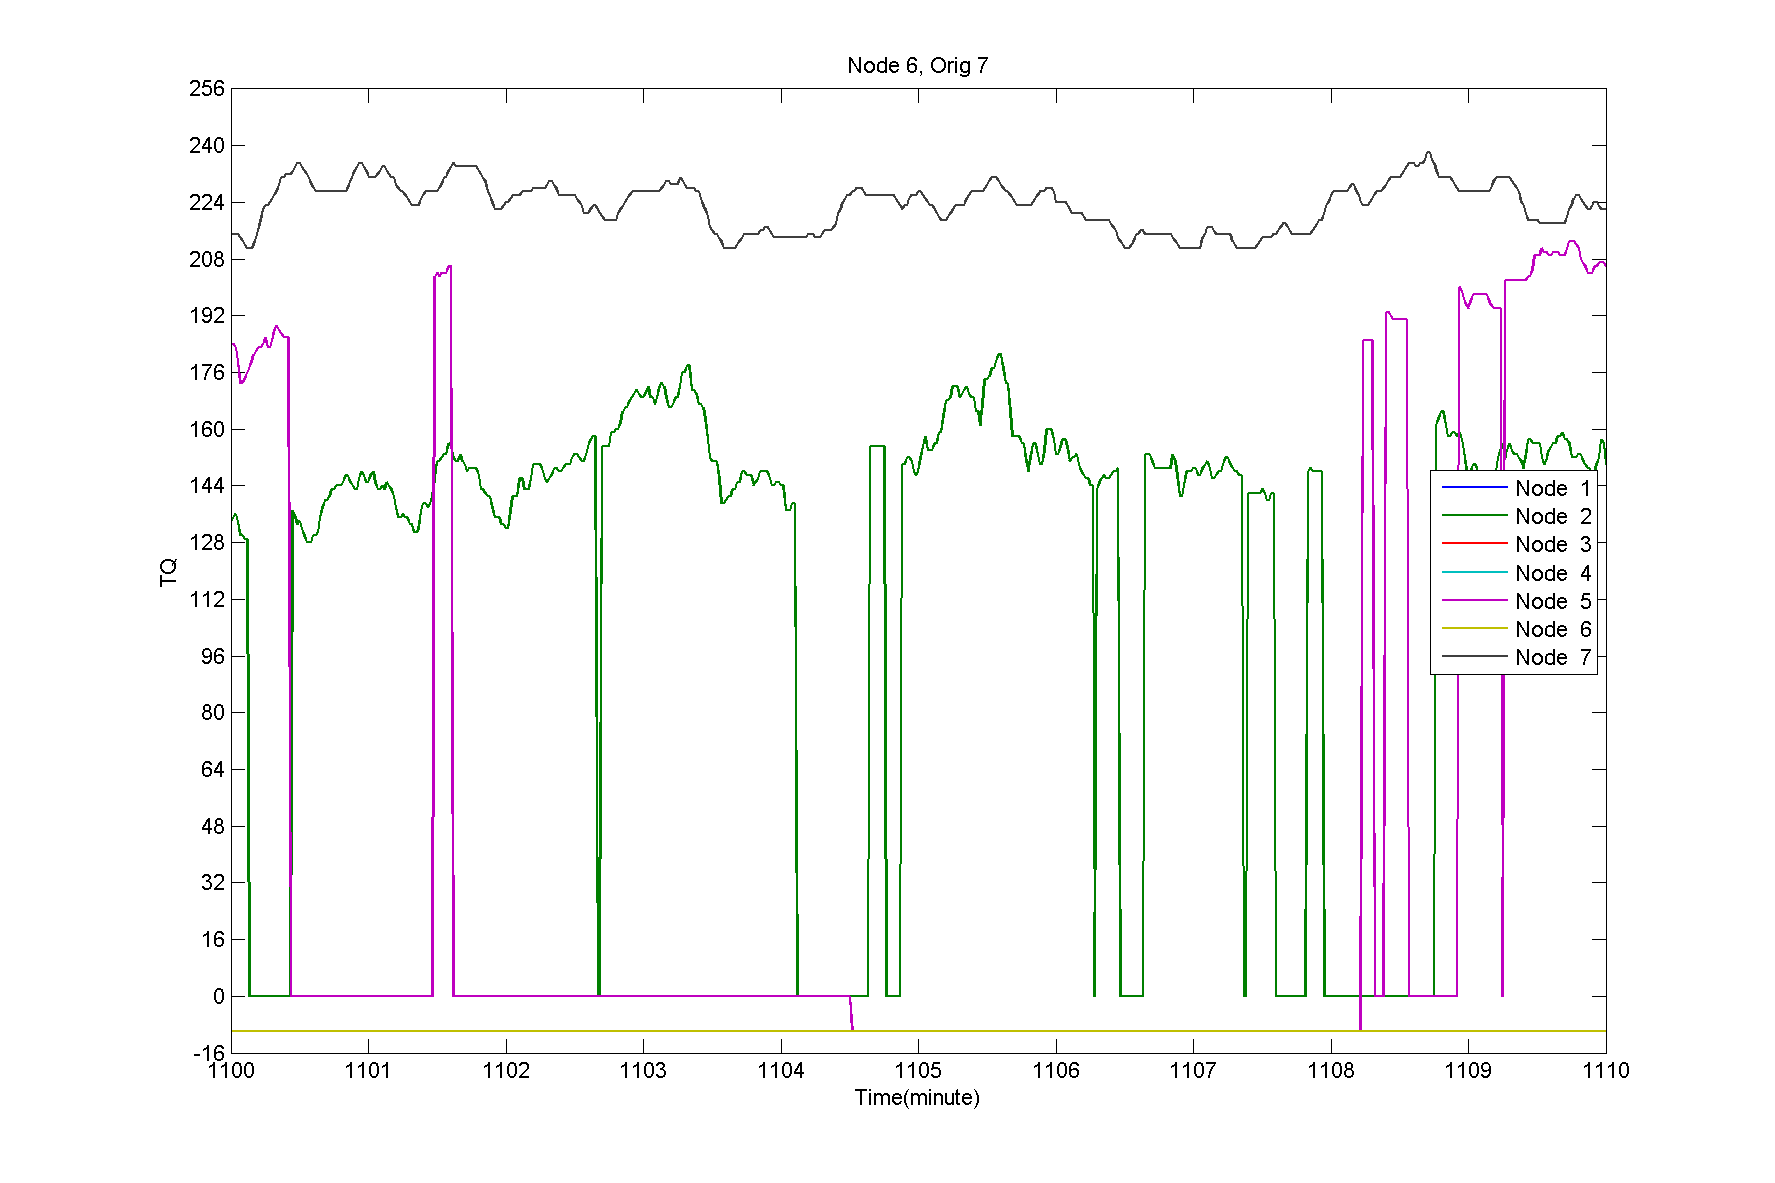 Node 6, Orig 7
256
240
224
208
192
176
160
144
128
112
96
80
64
48
32
16
0
-16
TQ
Node 1
Node 2
Node 3
Node 4
Node 5
Node 6
Node 7
1100 1101 1102 1103 1104 1105 1106 1107 1108 1109 1110
Time(minute)